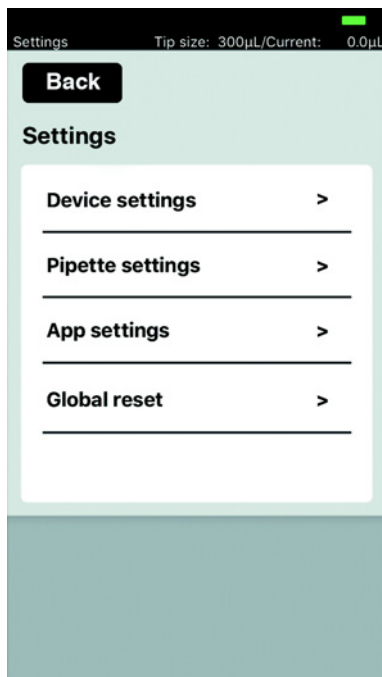 Settings Tip size: 300µL/Current: 0.0µL
Back
Settings
Device settings >
Pipette settings >
App settings >
Global reset >